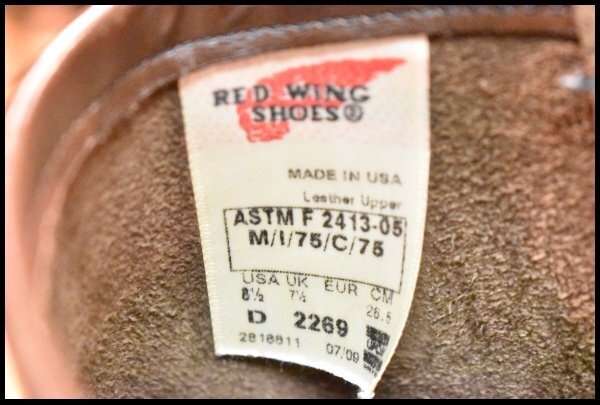 RED WING
SHOES®
MADE IN USA
Leather Upper
ASTM F 2413-05
M/I/75/C/75
USA UK EUR CM
8½ 7½ 26.5
D 2269
2818811 07/09